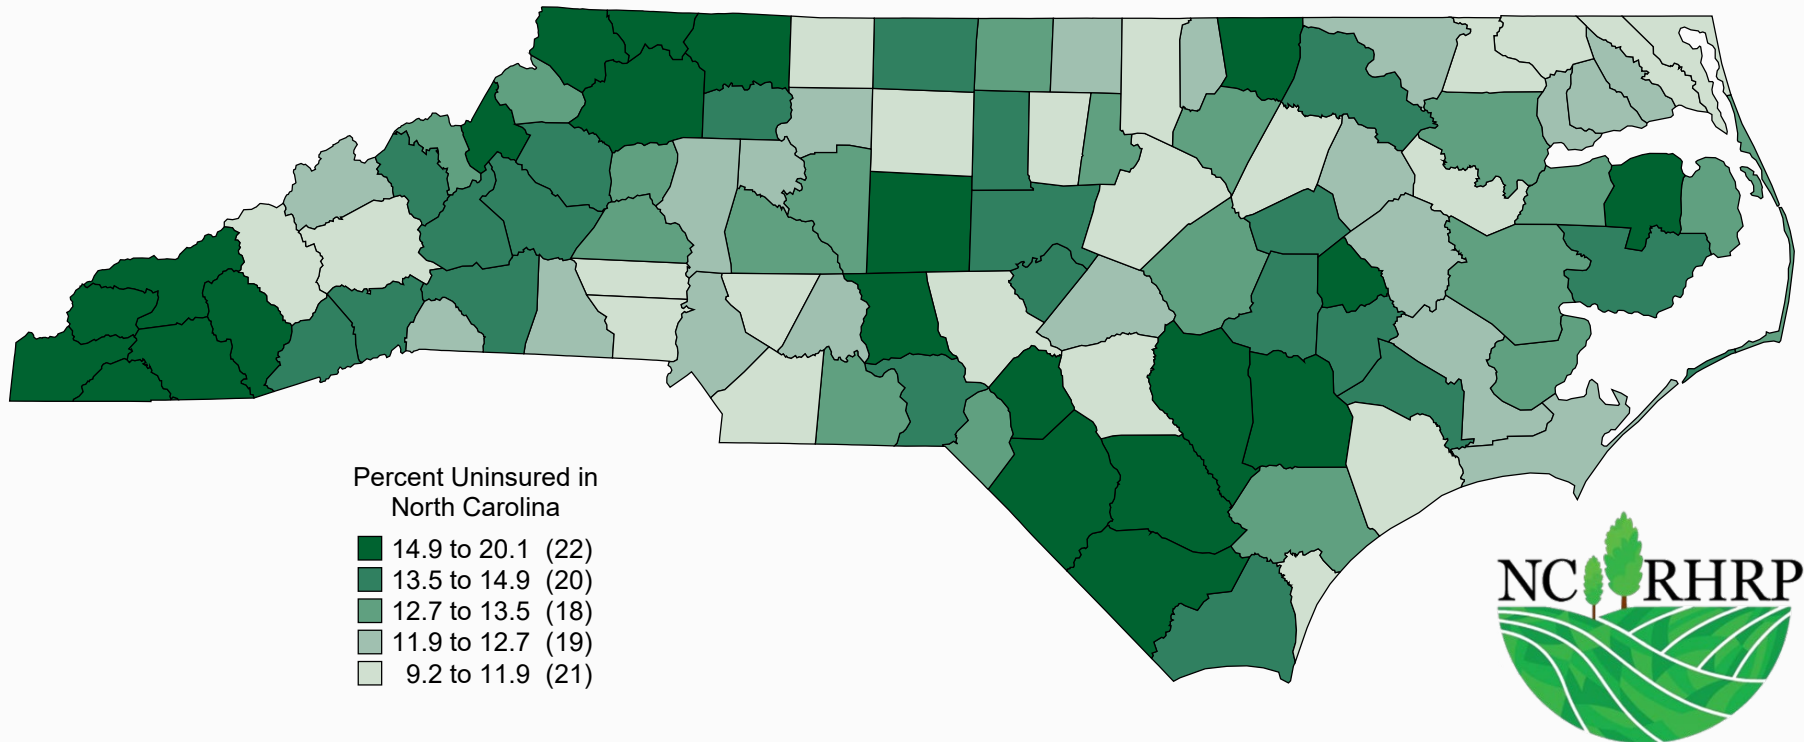 Percent Uninsured in
North Carolina
14.9 to 20.1 (22)
13.5 to 14.9 (20)
12.7 to 13.5 (18)
11.9 to 12.7 (19)
9.2 to 11.9 (21)
NC RHRP